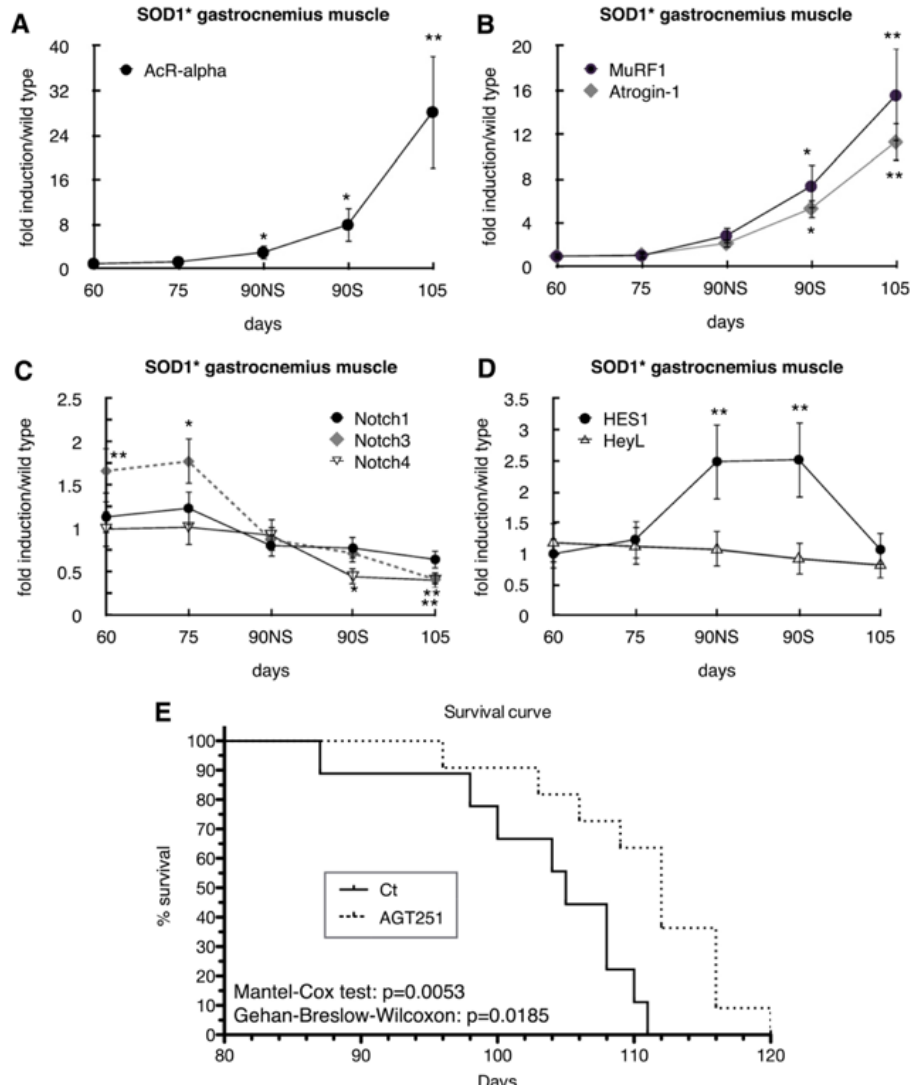 A
SOD1* gastrocnemius muscle
fold induction/wild type
40
32
24
16
8
0
AcR-alpha
*
*
**
60 75 90NS 90S 105
days
B
SOD1* gastrocnemius muscle
fold induction/wild type
20
16
12
8
4
0
MuRF1
Atrogin-1
*
*
**
**
60 75 90NS 90S 105
days
C
SOD1* gastrocnemius muscle
fold induction/wild type
2.5
2
1.5
1
0.5
0
Notch1
Notch3
Notch4
**
*
*
**
**
60 75 90NS 90S 105
days
D
SOD1* gastrocnemius muscle
fold induction/wild type
3.5
3
2.5
2
1.5
1
0.5
0
HES1
HeyL
**
**
60 75 90NS 90S 105
days
E
Survival curve
% survival
100
90
80
70
60
50
40
30
20
10
0
Ct
AGT251
Mantel-Cox test: p=0.0053
Gehan-Breslow-Wilcoxon: p=0.0185
80 90 100 110 120
Days